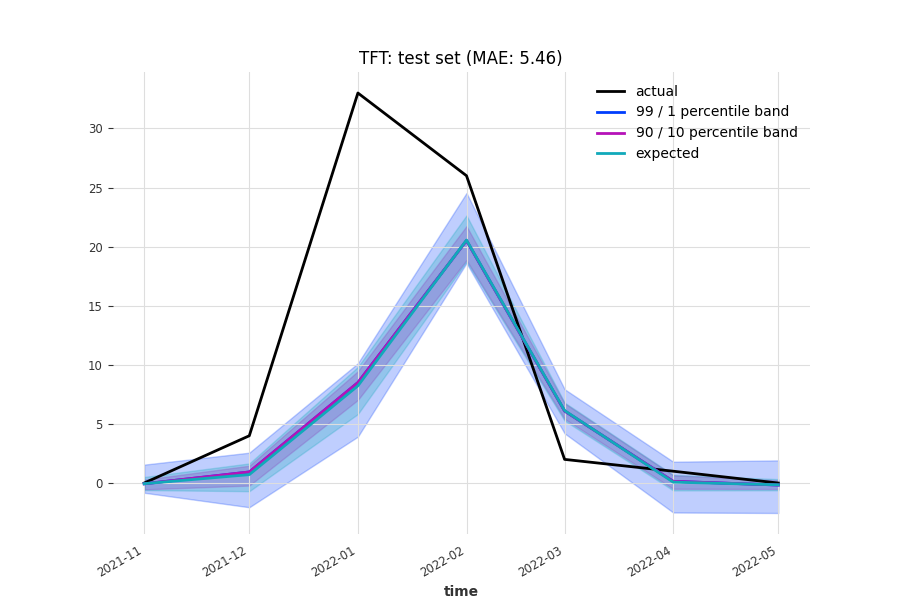 TFT: test set (MAE: 5.46)
actual
99 / 1 percentile band
90 / 10 percentile band
expected
30
25
20
15
10
5
0
2021-11
2021-12
2022-01
2022-02
2022-03
2022-04
2022-05
time